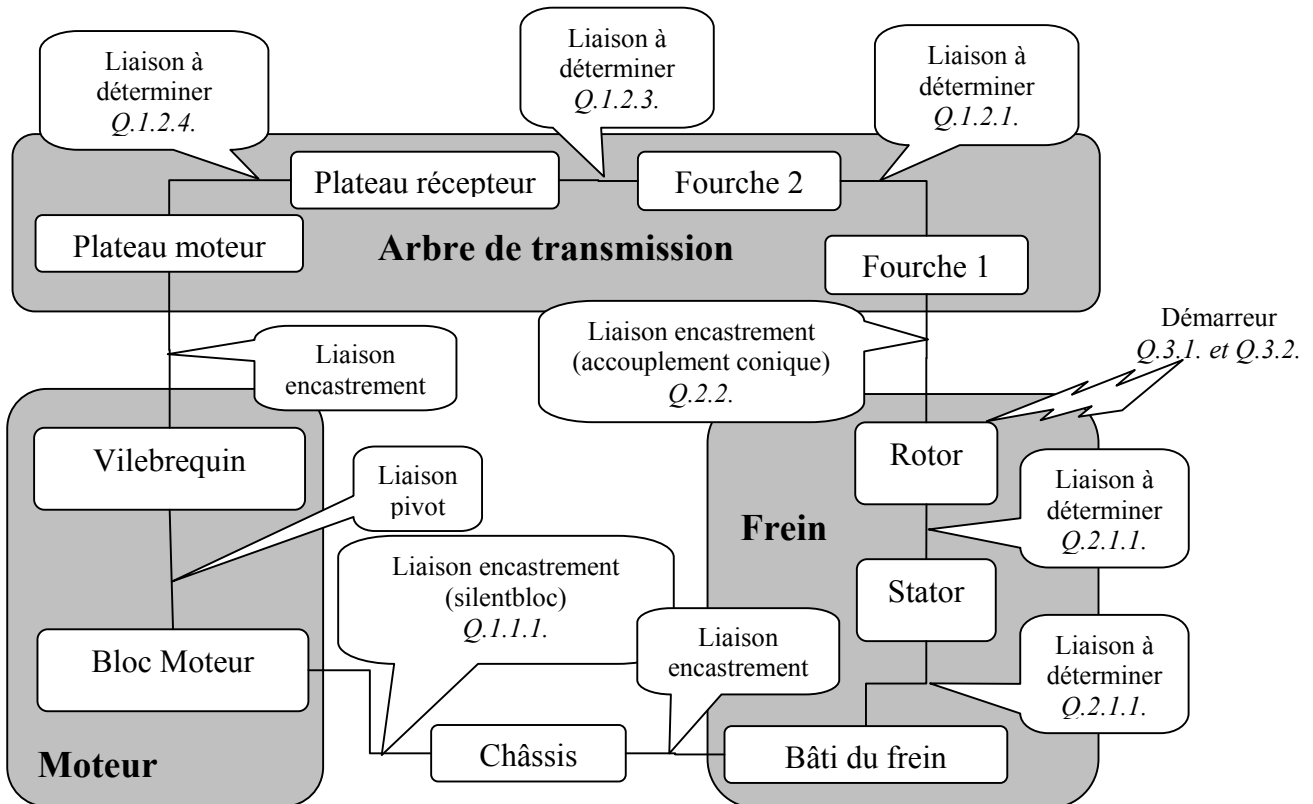 Liaison à
déterminer
Q.1.2.4.
Liaison à
déterminer
Q.1.2.3.
Liaison à
déterminer
Q.1.2.1.
Plateau récepteur
Fourche 2
Plateau moteur
Arbre de transmission
Fourche 1
Liaison
encastrement
Liaison encastrement
(accouplement conique)
Q.2.2.
Démarreur
Q.3.1. et Q.3.2.
Vilebrequin
Liaison
pivot
Rotor
Liaison à
déterminer
Q.2.1.1.
Frein
Liaison encastrement
(silentbloc)
Q.1.1.1.
Stator
Liaison
encastrement
Liaison à
déterminer
Q.2.1.1.
Bloc Moteur
Moteur
Châssis
Bâti du frein